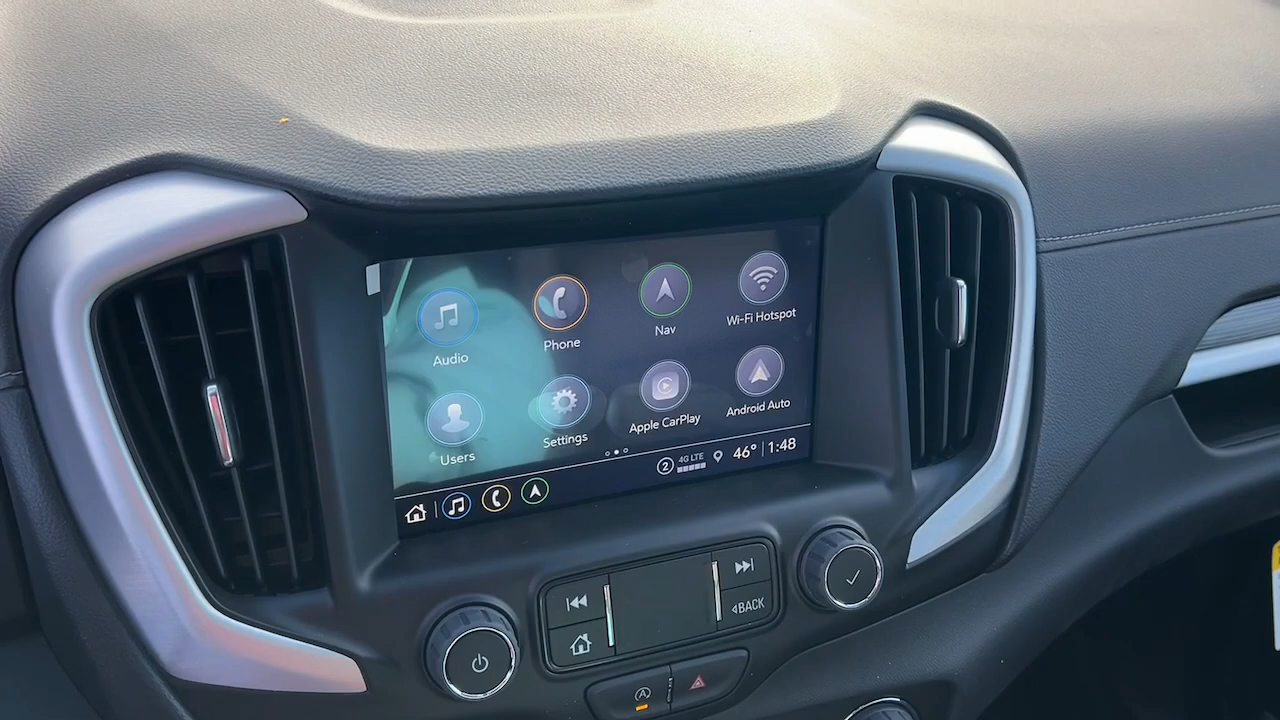 Audio
Phone
Nav
Wi-Fi Hotspot
Users
Settings
Apple CarPlay
Android Auto
2
4G LTE
46°
1:48
BACK
A